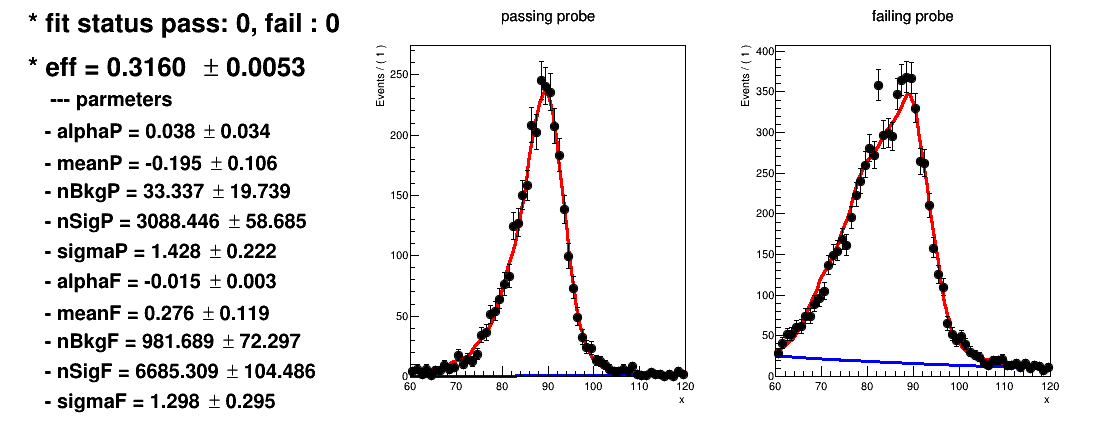 * fit status pass: 0, fail : 0
* eff = 0.3160 ± 0.0053
--- parmeters
- alphaP = 0.038 ± 0.034
- meanP = -0.195 ± 0.106
- nBkgP = 33.337 ± 19.739
- nSigP = 3088.446 ± 58.685
- sigmaP = 1.428 ± 0.222
- alphaF = -0.015 ± 0.003
- meanF = 0.276 ± 0.119
- nBkgF = 981.689 ± 72.297
- nSigF = 6685.309 ± 104.486
- sigmaF = 1.298 ± 0.295
passing probe
Events / ( 1 )
250
200
150
100
50
0
60 70 80 90 100 110 120
x
failing probe
Events / ( 1 )
400
350
300
250
200
150
100
50
0
60 70 80 90 100 110 120
x